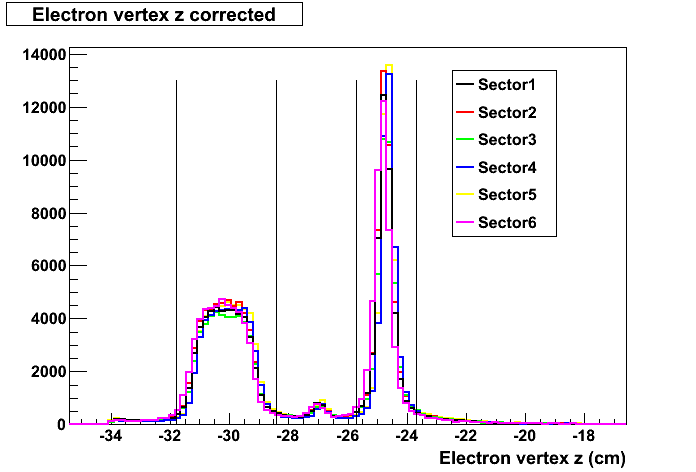 Electron vertex z corrected
14000
12000
10000
8000
6000
4000
2000
0
Sector1
Sector2
Sector3
Sector4
Sector5
Sector6
-34 -32 -30 -28 -26 -24 -22 -20 -18
Electron vertex z (cm)